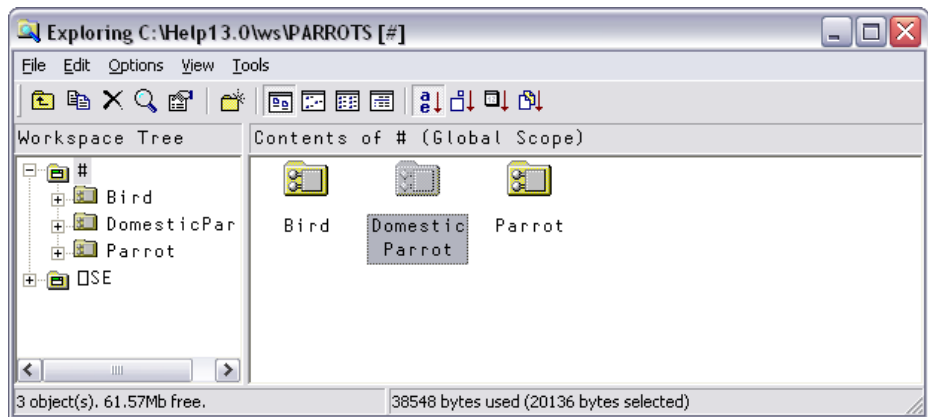 Exploring C:\Help13.0\ws\PARROTS [#]
File Edit Options View Tools
Workspace Tree
Contents of # (Global Scope)
#
Bird
DomesticPar
Parrot
⎕SE
Bird
Domestic
Parrot
Parrot
3 object(s). 61.57Mb free.
38548 bytes used (20136 bytes selected)